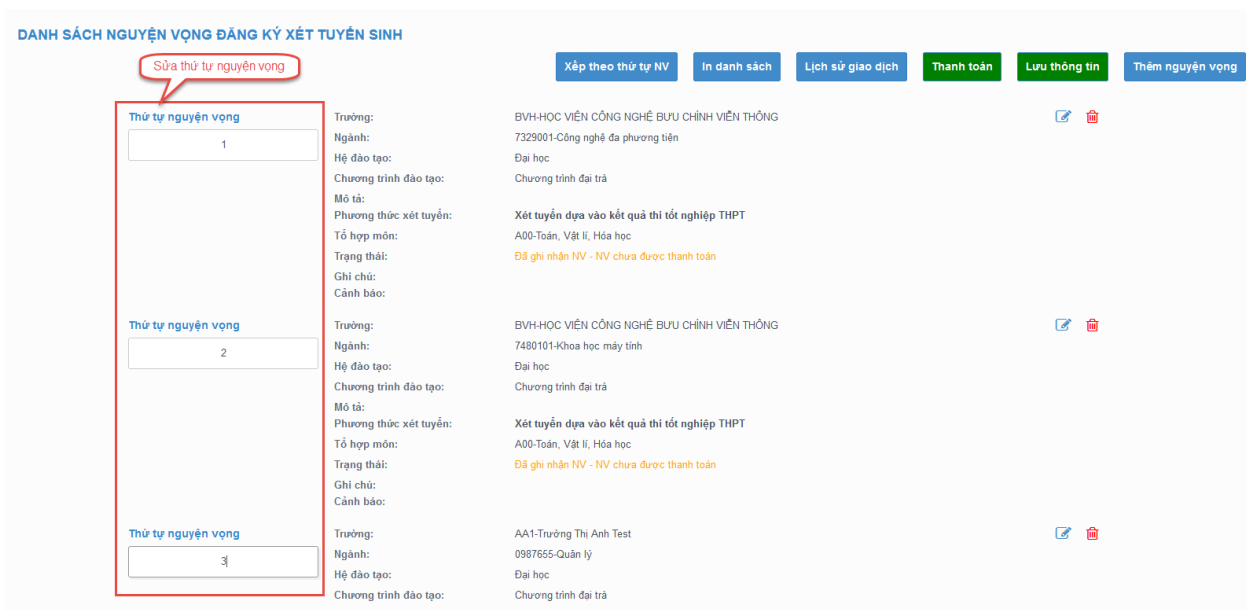 DANH SÁCH NGUYỆN VỌNG ĐĂNG KÝ XÉT TUYỂN SINH
Sửa thứ tự nguyện vọng
Xếp theo thứ tự NV In danh sách Lịch sử giao dịch Thanh toán Lưu thông tin Thêm nguyện vọng
Thứ tự nguyện vọng
1
Trường: BVH-HỌC VIỆN CÔNG NGHỆ BƯU CHÍNH VIỄN THÔNG
Ngành: 7329001-Công nghệ đa phương tiện
Hệ đào tạo: Đại học
Chương trình đào tạo: Chương trình đại trà
Mô tả:
Phương thức xét tuyển: Xét tuyển dựa vào kết quả thi tốt nghiệp THPT
Tổ hợp môn: A00-Toán, Vật lí, Hóa học
Trạng thái: Đã ghi nhận NV - NV chưa được thanh toán
Ghi chú:
Cảnh báo:
Thứ tự nguyện vọng
2
Trường: BVH-HỌC VIỆN CÔNG NGHỆ BƯU CHÍNH VIỄN THÔNG
Ngành: 7480101-Khoa học máy tính
Hệ đào tạo: Đại học
Chương trình đào tạo: Chương trình đại trà
Mô tả:
Phương thức xét tuyển: Xét tuyển dựa vào kết quả thi tốt nghiệp THPT
Tổ hợp môn: A00-Toán, Vật lí, Hóa học
Trạng thái: Đã ghi nhận NV - NV chưa được thanh toán
Ghi chú:
Cảnh báo:
Thứ tự nguyện vọng
3
Trường: AA1-Trường Thị Anh Test
Ngành: 0987655-Quản lý
Hệ đào tạo: Đại học
Chương trình đào tạo: Chương trình đại trà